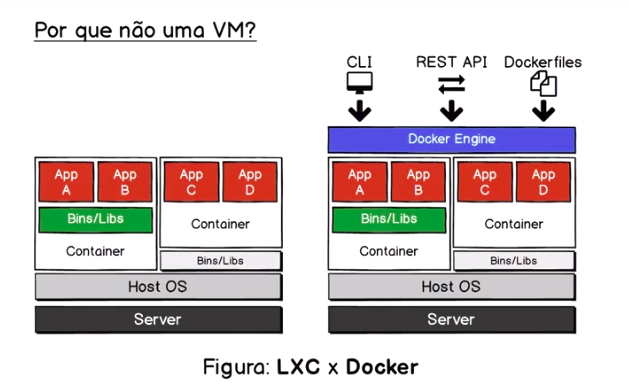 Por que não uma VM?
CLI
REST API
Dockerfiles
Docker Engine
App
A
App
B
App
C
App
D
Bins/Libs
Container
Container
Bins/Libs
Host OS
Server
App
A
App
B
App
C
App
D
Bins/Libs
Container
Container
Bins/Libs
Host OS
Server
Figura: LXC x Docker